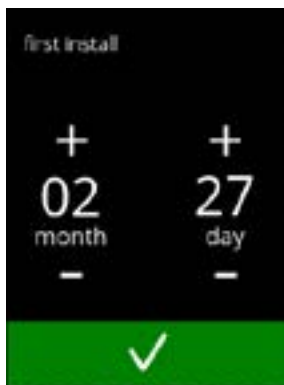 first install
+ +
02 27
month day
- -